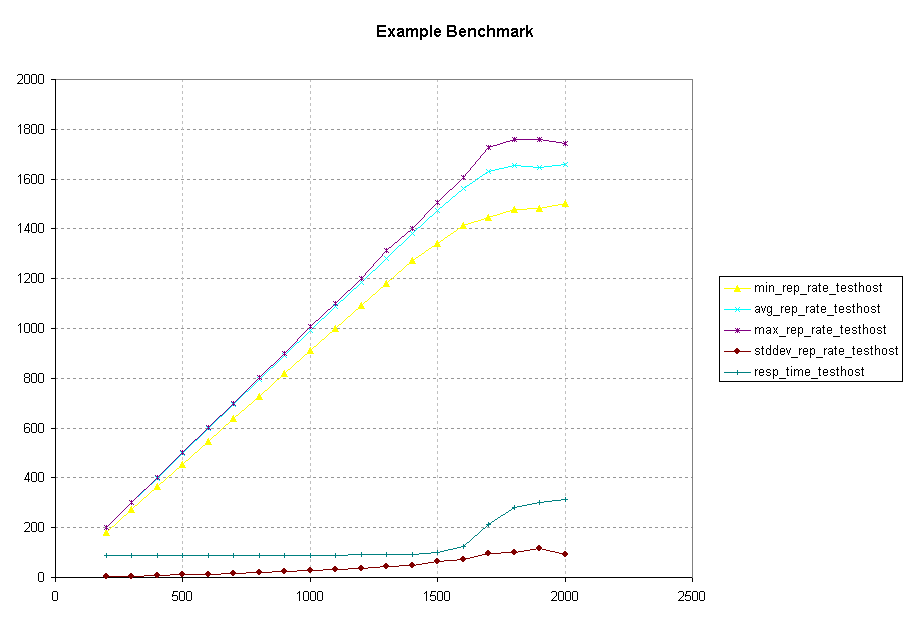 Example Benchmark
2000
1800
1600
1400
1200
1000
800
600
400
200
0
0 500 1000 1500 2000 2500
min_rep_rate_testhost
avg_rep_rate_testhost
max_rep_rate_testhost
stddev_rep_rate_testhost
resp_time_testhost